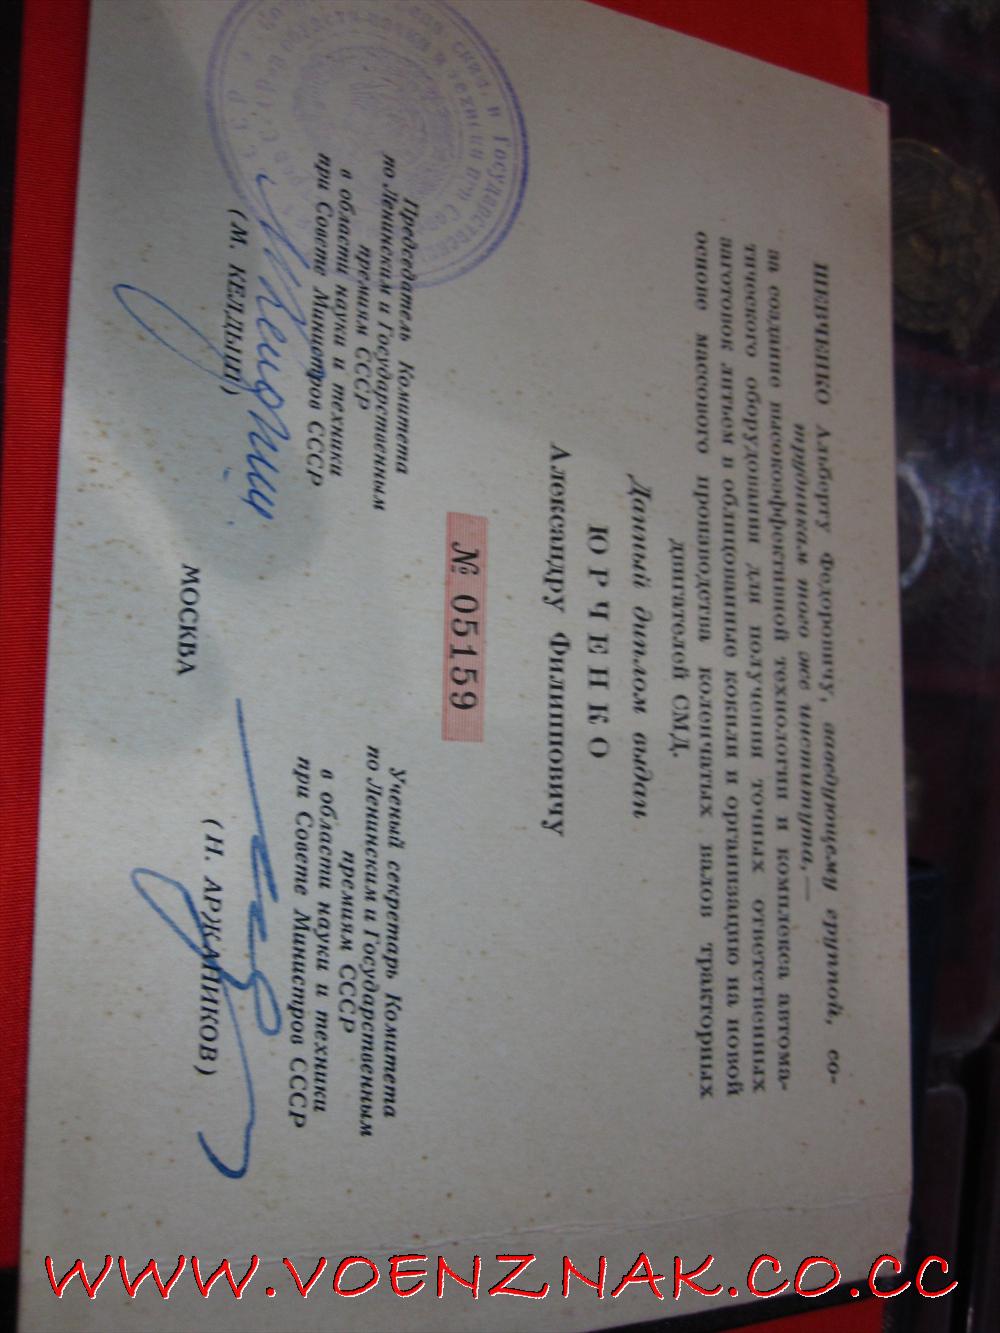 ШЕВЧЕНКО Альберту Федоровичу, заведующему группой, со-
трудникам того же института,—
за создание высокоэффективной технологии и комплекса автома-
тического оборудования для получения точных ответственных
заготовок литьем в облицованные кокили и организацию на новой
основе массового производства коленчатых валов тракторных
двигателей СМД.
Данный диплом выдан
ЮРЧЕНКО
Александру Филипповичу
№ 05159
Председатель Комитета
по Ленинским и Государственным
премиям СССР
в области науки и техники
при Совете Министров СССР
(М. КЕЛДЫШ)
Ученый секретарь Комитета
по Ленинским и Государственным
премиям СССР
в области науки и техники
при Совете Министров СССР
(Н. АРЖАНИКОВ)
МОСКВА
WWW.VOENZNAK.CO.CC